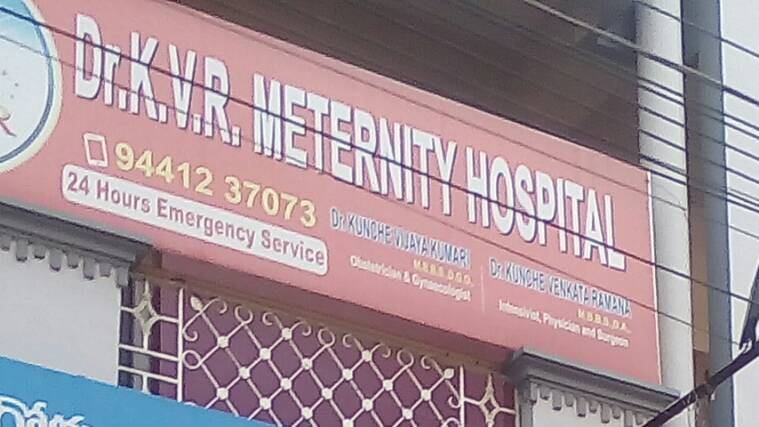 Dr.K.V.R. METERNITY HOSPITAL
94412 37073
24 Hours Emergency Service
Dr. KUNCHE VIJAYA KUMARI
M.B.B.S.,D.G.O.
Obstetrician & Gynaecologist
Dr. KUNCHE VENKATA RAMANA
M.B.B.S.,D.A.,
Intensivist, Physician and Surgeon